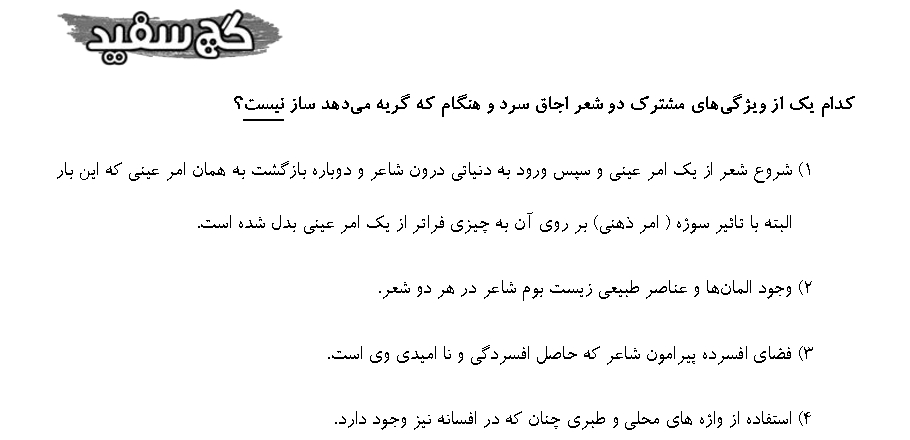 گچ سفید
کدام یک از ویژگی‌های مشترک دو شعر اجاق سرد و هنگام که گریه می‌دهد ساز نیست؟
۱) شروع شعر از یک امر عینی و سپس ورود به دنیاتی درون شاعر و دوباره بازگشت به همان امر عینی که این بار
البته با تاثیر سوژه ( امر ذهنی) بر روی آن به چیزی فراتر از یک امر عینی بدل شده است.
۲) وجود المان‌ها و عناصر طبیعی زیست بوم شاعر در هر دو شعر.
۳) فضای افسرده پیرامون شاعر که حاصل افسردگی و نا امیدی وی است.
۴) استفاده از واژه های محلی و طبری چنان که در افسانه نیز وجود دارد.